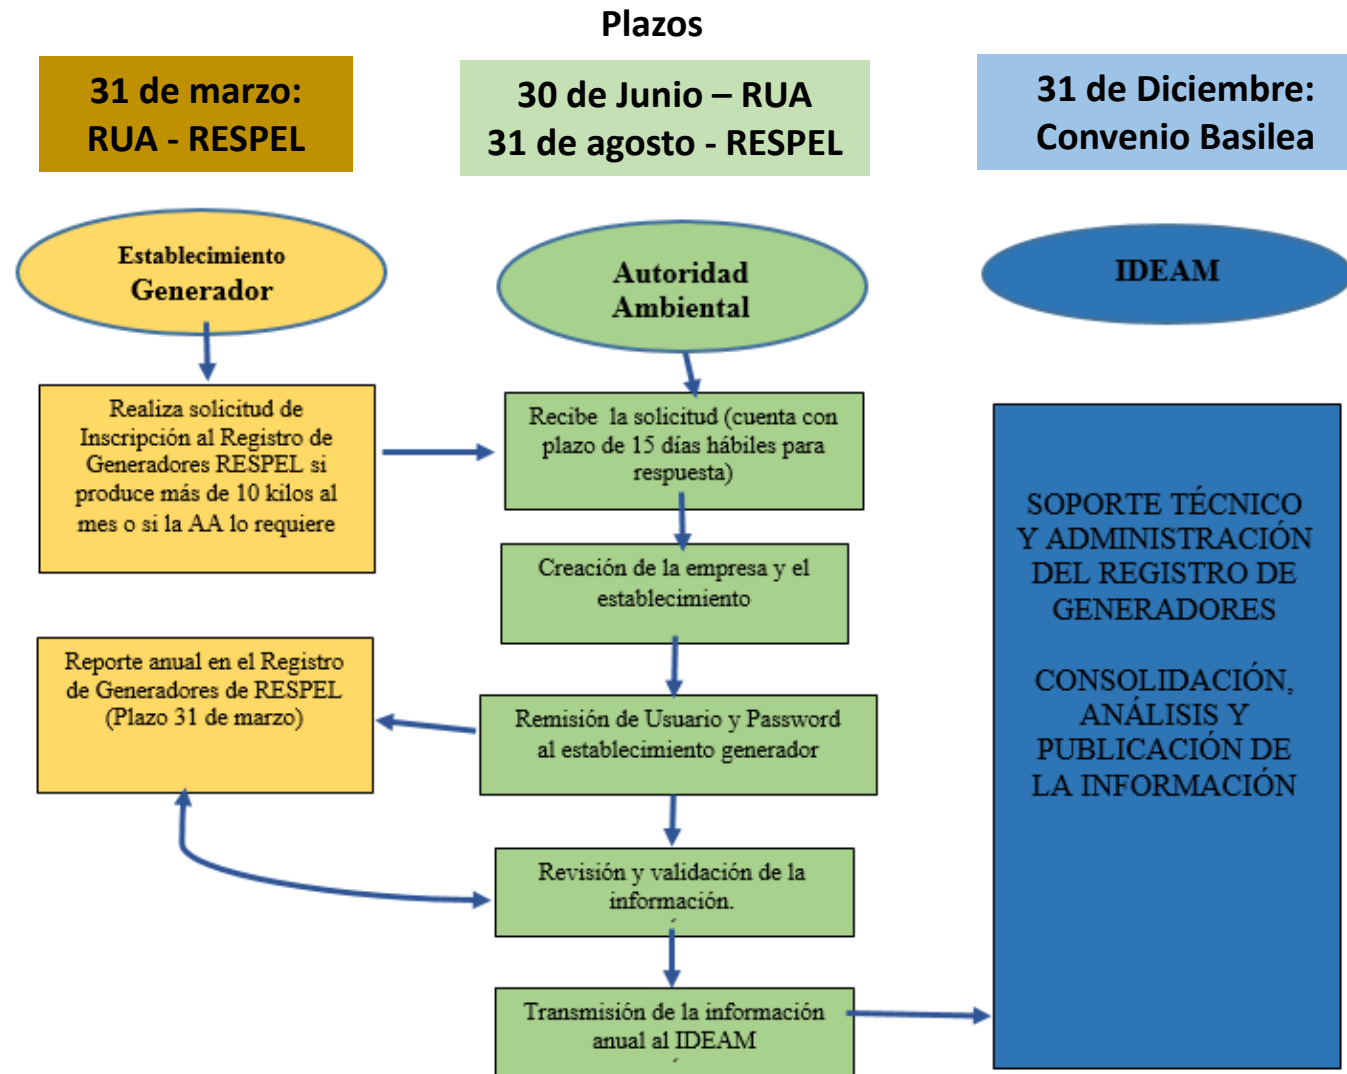 Plazos
31 de marzo:
RUA - RESPEL
30 de Junio – RUA
31 de agosto - RESPEL
31 de Diciembre:
Convenio Basilea
Establecimiento
Generador
Autoridad
Ambiental
IDEAM
Realiza solicitud de
Inscripción al Registro de
Generadores RESPEL si
produce más de 10 kilos al
mes o si la AA lo requiere
Recibe la solicitud (cuenta con
plazo de 15 días hábiles para
respuesta)
Creación de la empresa y el
establecimiento
Reporte anual en el Registro
de Generadores de RESPEL
(Plazo 31 de marzo)
Remisión de Usuario y Password
al establecimiento generador
Revisión y validación de la
información.
Transmisión de la información
anual al IDEAM
SOPORTE TÉCNICO
Y ADMINISTRACIÓN
DEL REGISTRO DE
GENERADORES
CONSOLIDACIÓN,
ANÁLISIS Y
PUBLICACIÓN DE
LA INFORMACIÓN